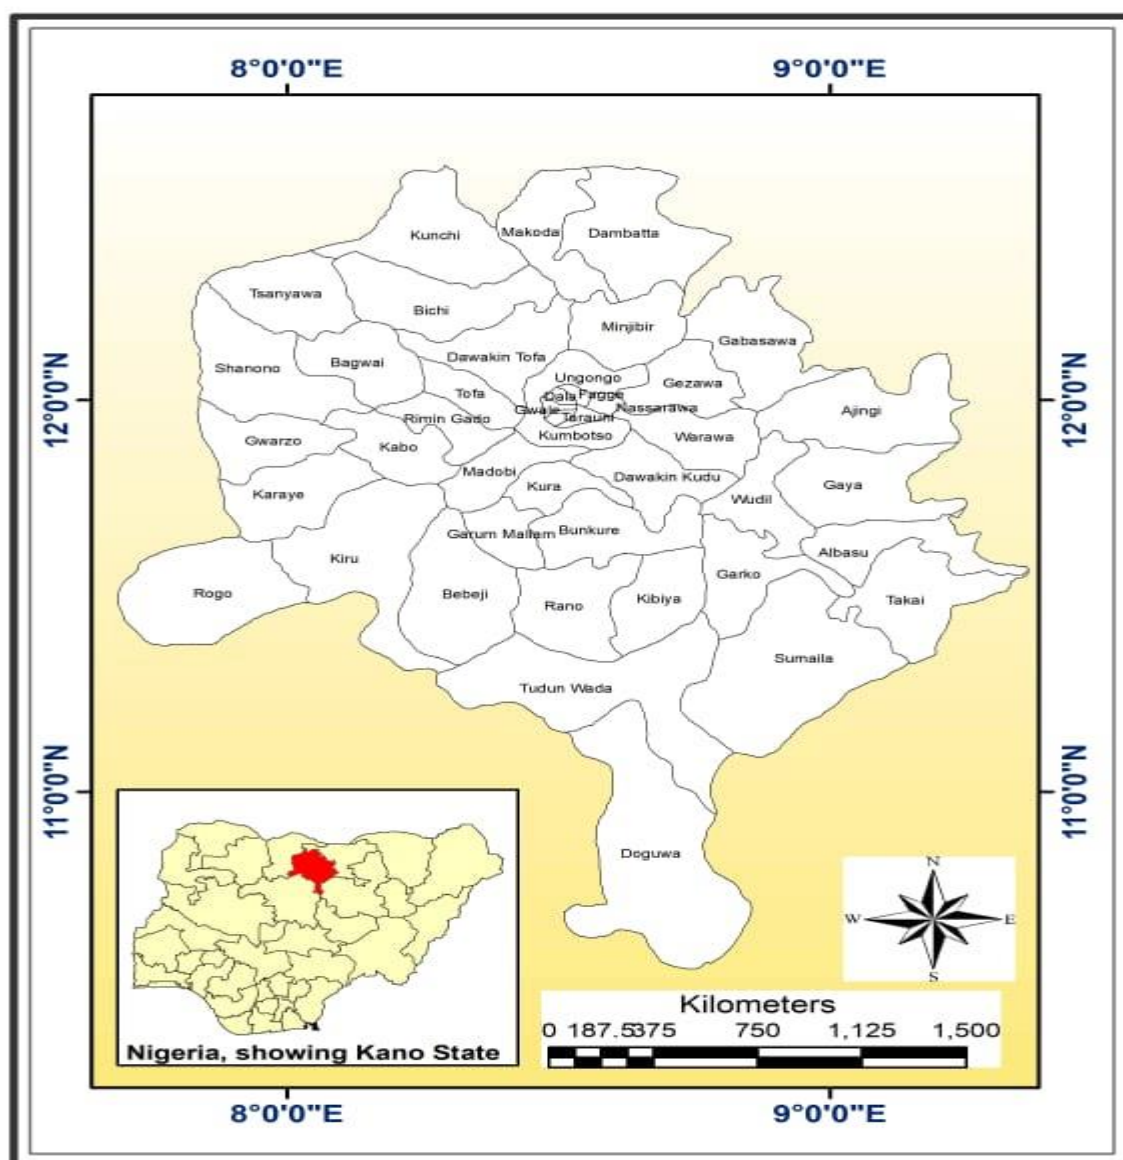 8°0'0"E 9°0'0"E
Kunchi
Makoda
Dambatta
Tsanyawa
Bichi
Minjibir
Gabasawa
Dawakin Tofa
Bagwai
Shanono
Ungongo
Gezawa
Tofa
Dala
Fagge
12°0'0"N
12°0'0"N
Gwale
Nassarawa
Ajingi
Rimin Gado
Tarauni
Kumbotso
Warawa
Gwarzo
Kabo
Madobi
Dawakin Kudu
Kura
Gaya
Karaye
Wudil
Garum Mallam
Bunkure
Albasu
Kiru
Garko
Rogo
Bebeji
Rano
Kibiya
Takai
Sumaila
Tudun Wada
11°0'0"N
11°0'0"N
Doguwa
N
W E
S
Kilometers
0 187.5375 750 1,125 1,500
Nigeria, showing Kano State
8°0'0"E 9°0'0"E